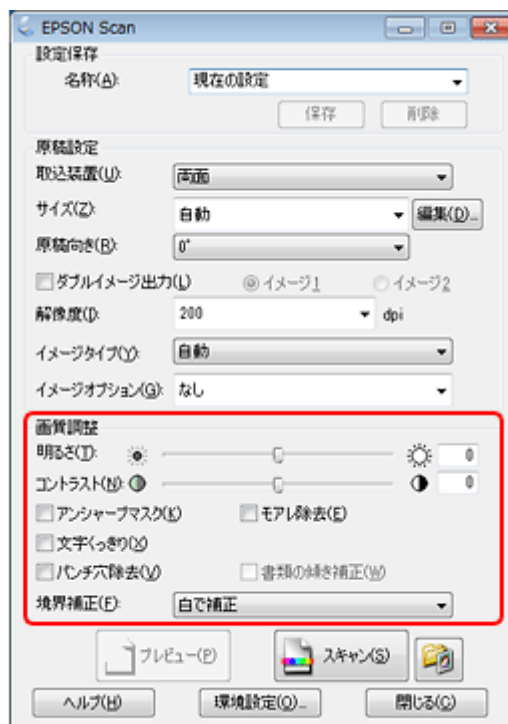 EPSON Scan
設定保存
名称(A): 現在の設定
保存 削除
原稿設定
取込装置(U): 両面
サイズ(Z): 自動 編集(D)...
原稿向き(R): 0°
ダブルイメージ出力(L) イメージ1 イメージ2
解像度(I): 200 dpi
イメージタイプ(Y): 自動
イメージオプション(G): なし
画質調整
明るさ(T): 0
コントラスト(N): 0
アンシャープマスク(K) モアレ除去(E)
文字くっきり(X)
パンチ穴除去(V) 書類の傾き補正(W)
境界補正(F): 白で補正
プレビュー(P) スキャン(S)
ヘルプ(H) 環境設定(O)... 閉じる(C)